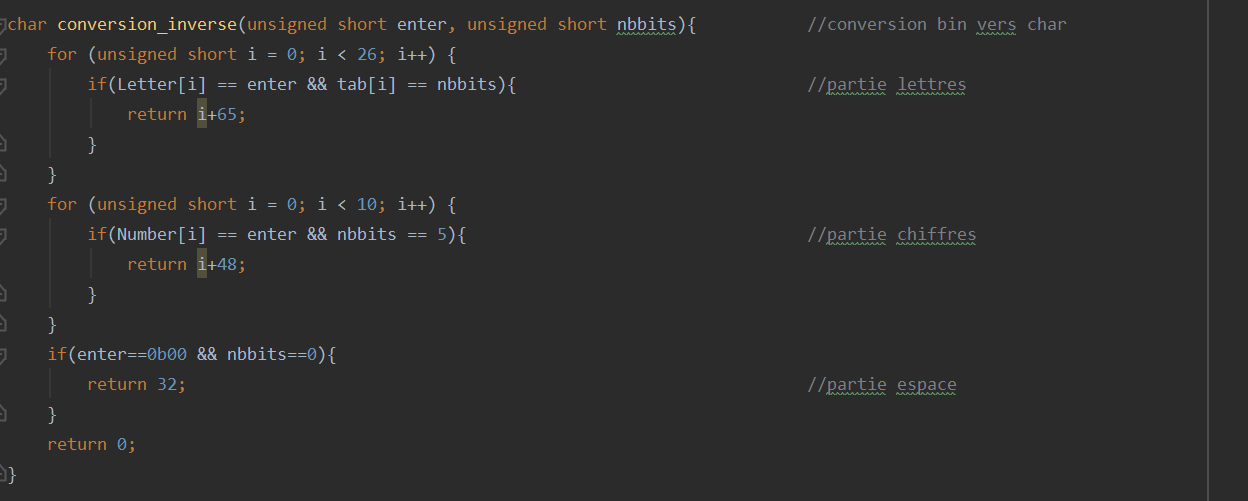 char conversion_inverse(unsigned short enter, unsigned short nbbits){ //conversion bin vers char
for (unsigned short i = 0; i < 26; i++) {
if(Letter[i] == enter && tab[i] == nbbits){ //partie lettres
return i+65;
}
}
for (unsigned short i = 0; i < 10; i++) {
if(Number[i] == enter && nbbits == 5){ //partie chiffres
return i+48;
}
}
if(enter==0b00 && nbbits==0){
return 32; //partie espace
}
return 0;
}